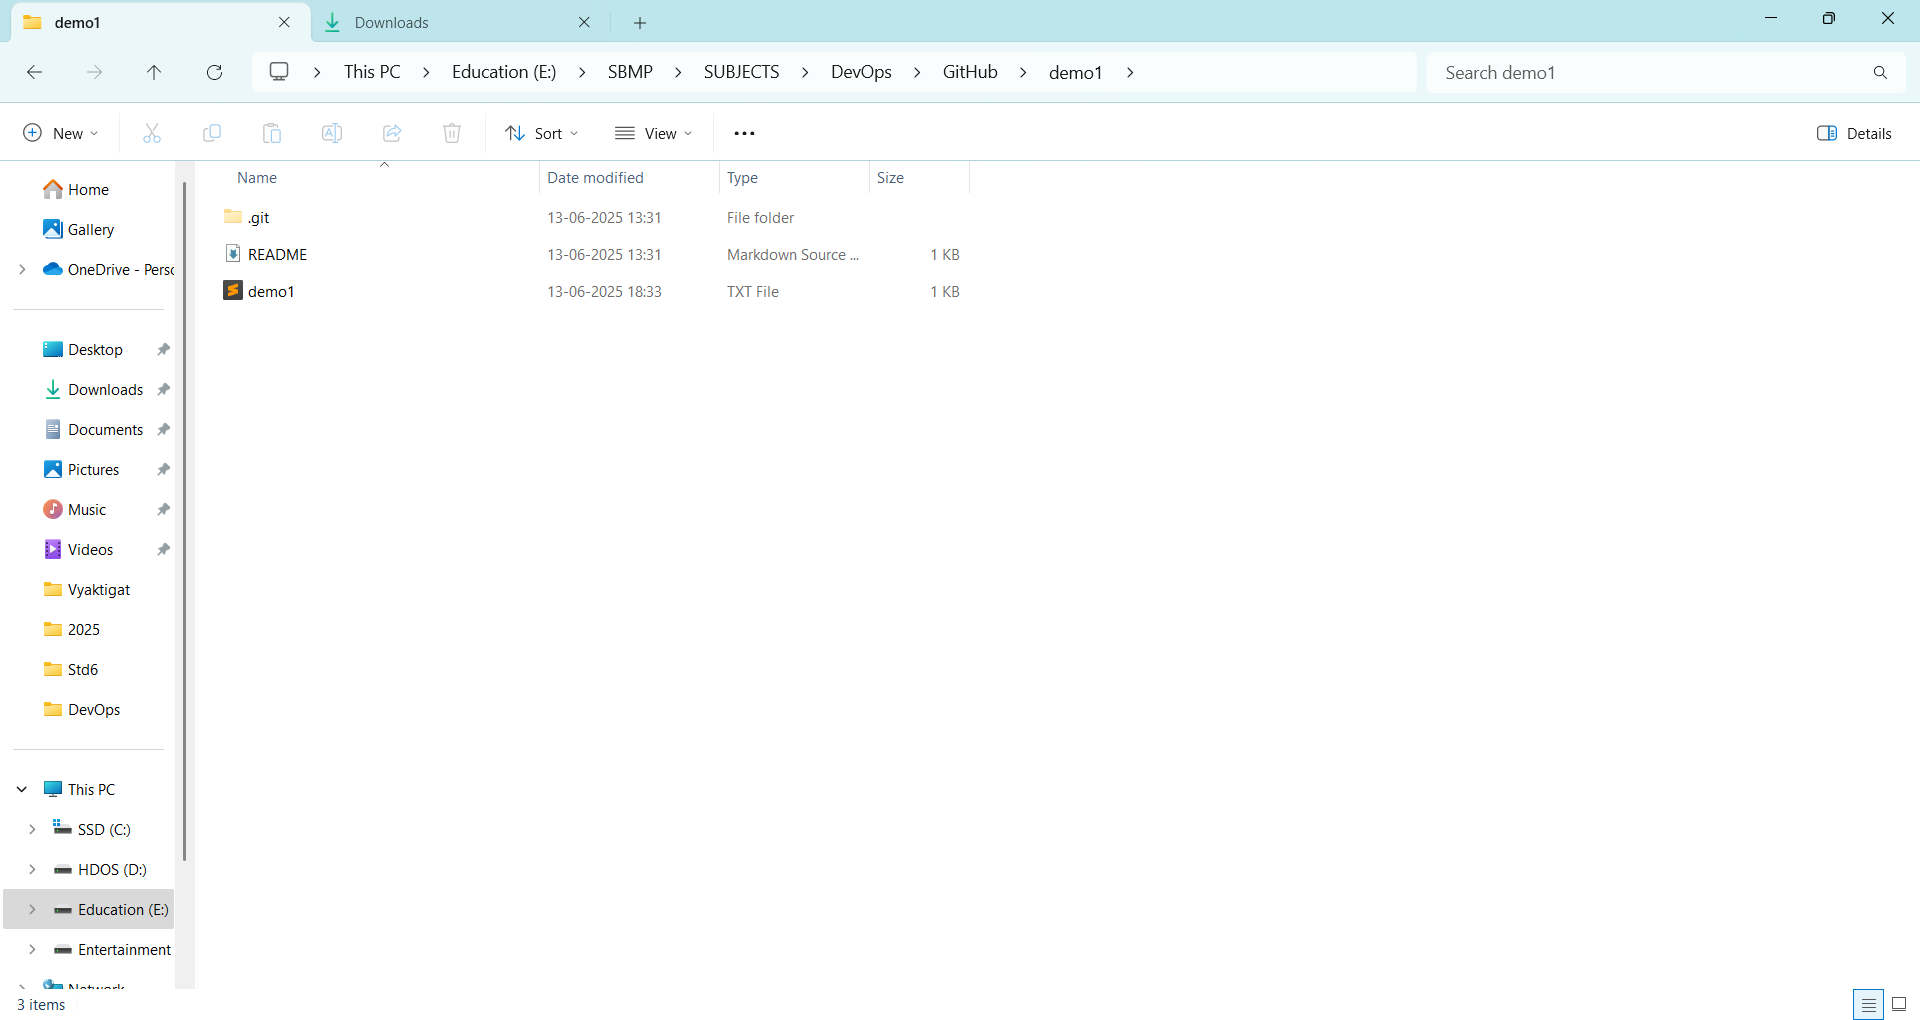 demo1
Downloads
This PC > Education (E:) > SBMP > SUBJECTS > DevOps > GitHub > demo1 >
Search demo1
New
Sort
View
Details
Name Date modified Type Size
.git 13-06-2025 13:31 File folder
README 13-06-2025 13:31 Markdown Source ... 1 KB
demo1 13-06-2025 18:33 TXT File 1 KB
Home
Gallery
OneDrive - Perso
Desktop
Downloads
Documents
Pictures
Music
Videos
Vyaktigat
2025
Std6
DevOps
This PC
SSD (C:)
HDOS (D:)
Education (E:)
Entertainment
Network
3 items